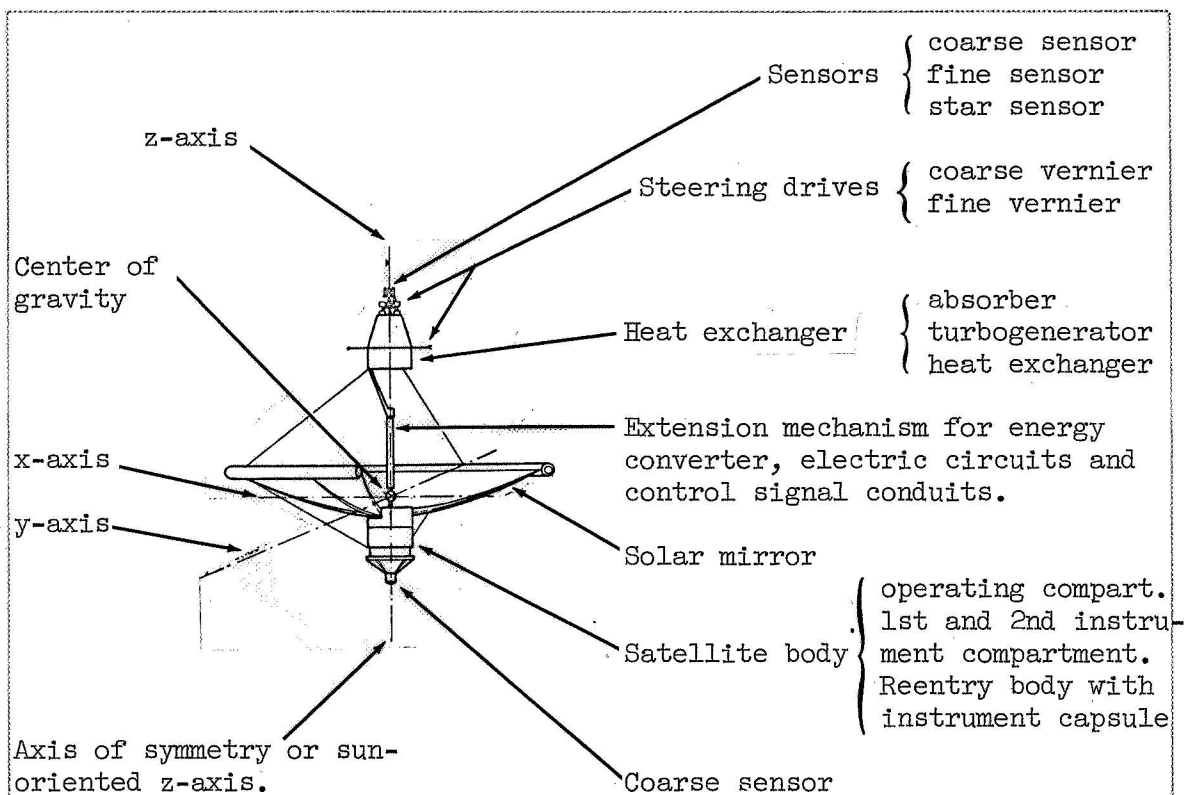 Sensors
coarse sensor
fine sensor
star sensor
z-axis
Steering drives
coarse vernier
fine vernier
Center of
gravity
Heat exchanger
absorber
turbogenerator
heat exchanger
Extension mechanism for energy
converter, electric circuits and
control signal conduits.
x-axis
y-axis
Solar mirror
Satellite body
operating compart.
1st and 2nd instru-
ment compartment.
Reentry body with
instrument capsule
Axis of symmetry or sun-
oriented z-axis.
Coarse sensor